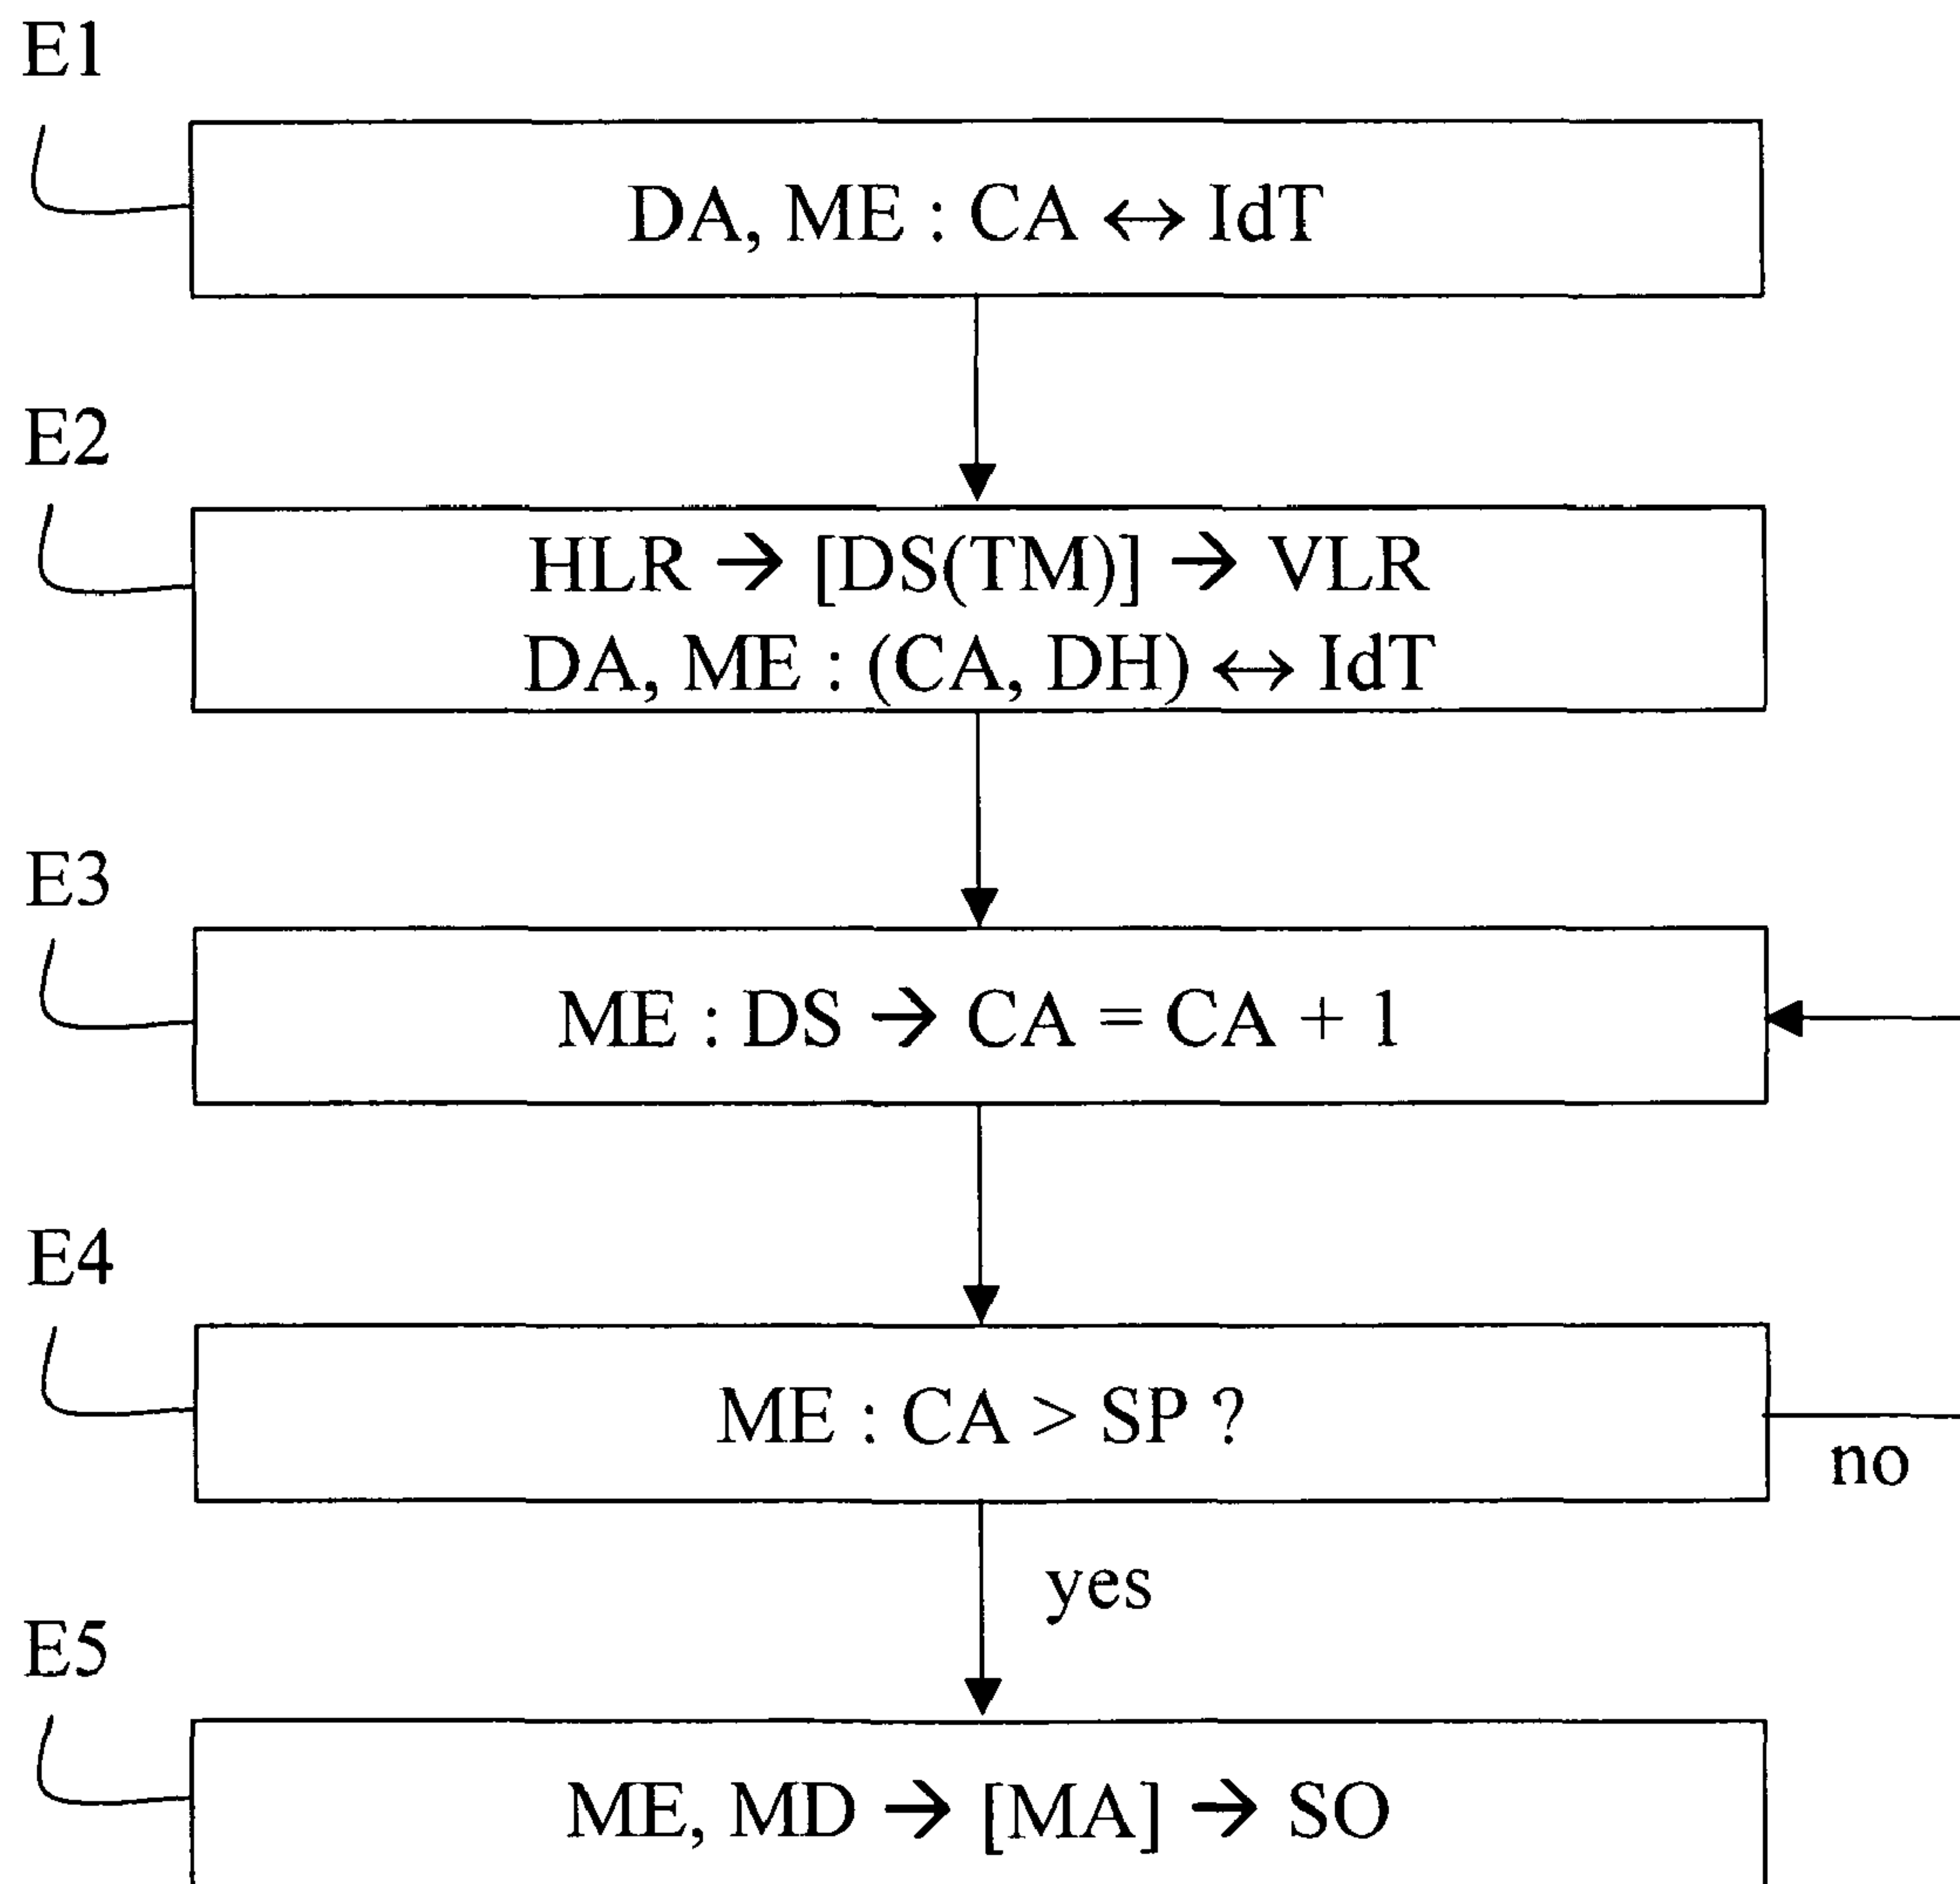 E1
DA, ME : CA ↔ IdT
E2
HLR → [DS(TM)] → VLR
DA, ME : (CA, DH) ↔ IdT
E3
ME : DS → CA = CA + 1
E4
ME : CA > SP ?
no
yes
E5
ME, MD → [MA] → SO